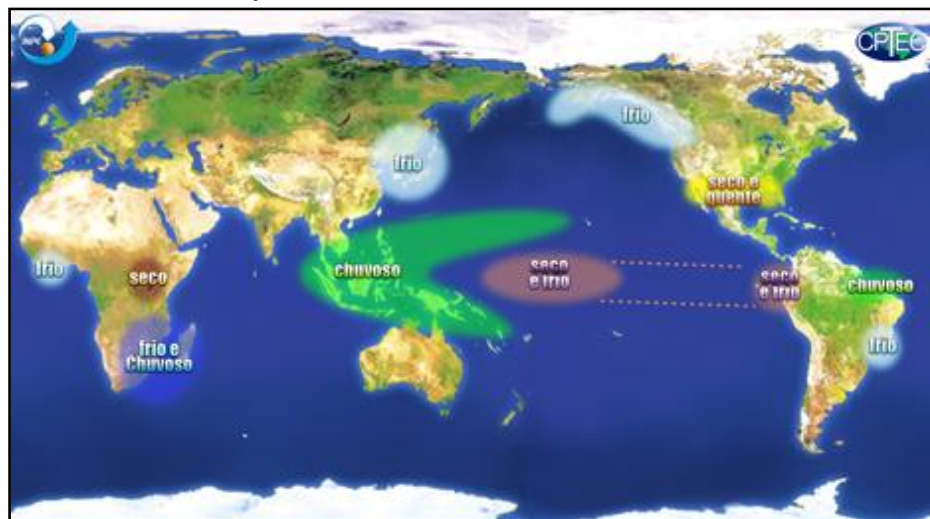 CPTEC
frio
frio
seco e
quente
frio
seco
chuvoso
seco
e frio
seco
e frio
chuvoso
frio e
Chuvoso
frio